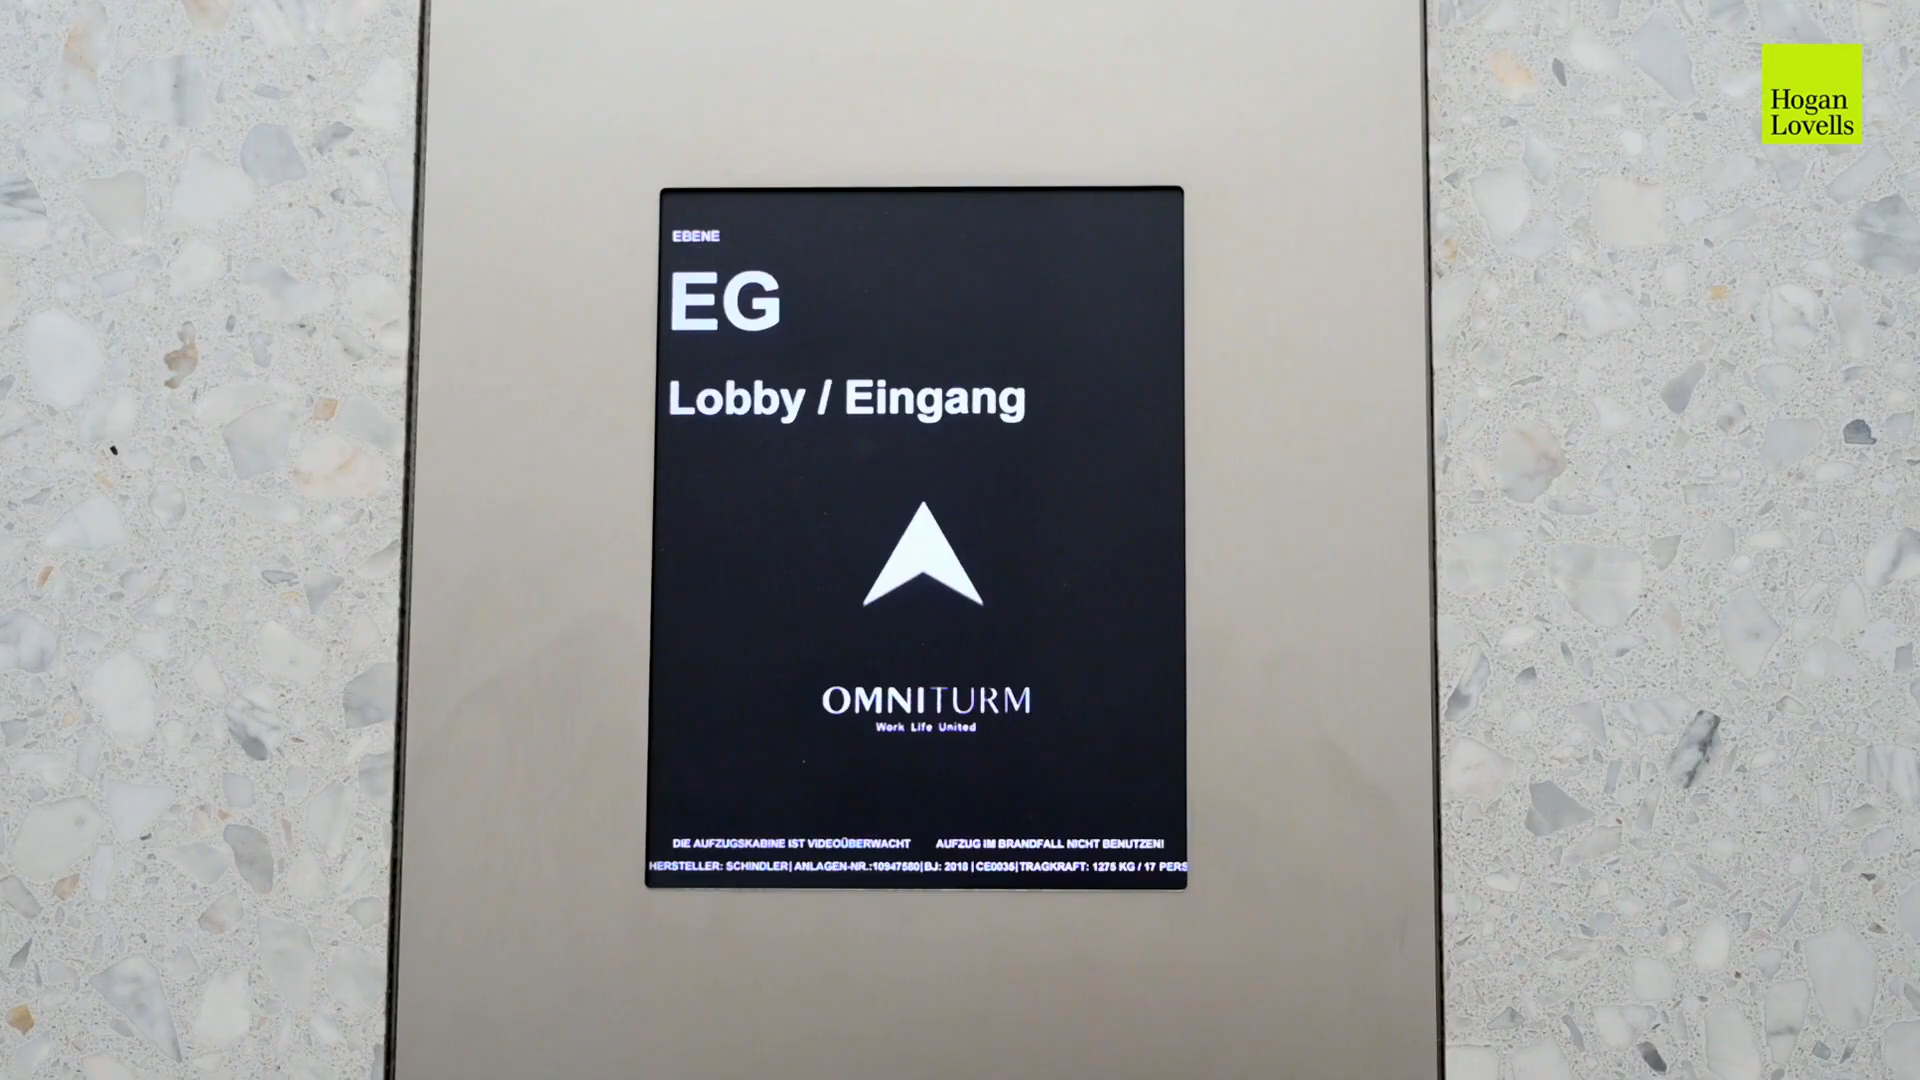 Hogan
Lovells
EBENE
EG
Lobby / Eingang
OMNITURM
Work Life United
DIE AUFZUGSKABINE IST VIDEOÜBERWACHT AUFZUG IM BRANDFALL NICHT BENUTZEN!
HERSTELLER: SCHINDLER| ANLAGEN-NR.:10947580| BJ: 2018 | CE0035| TRAGKRAFT: 1275 KG / 17 PERS